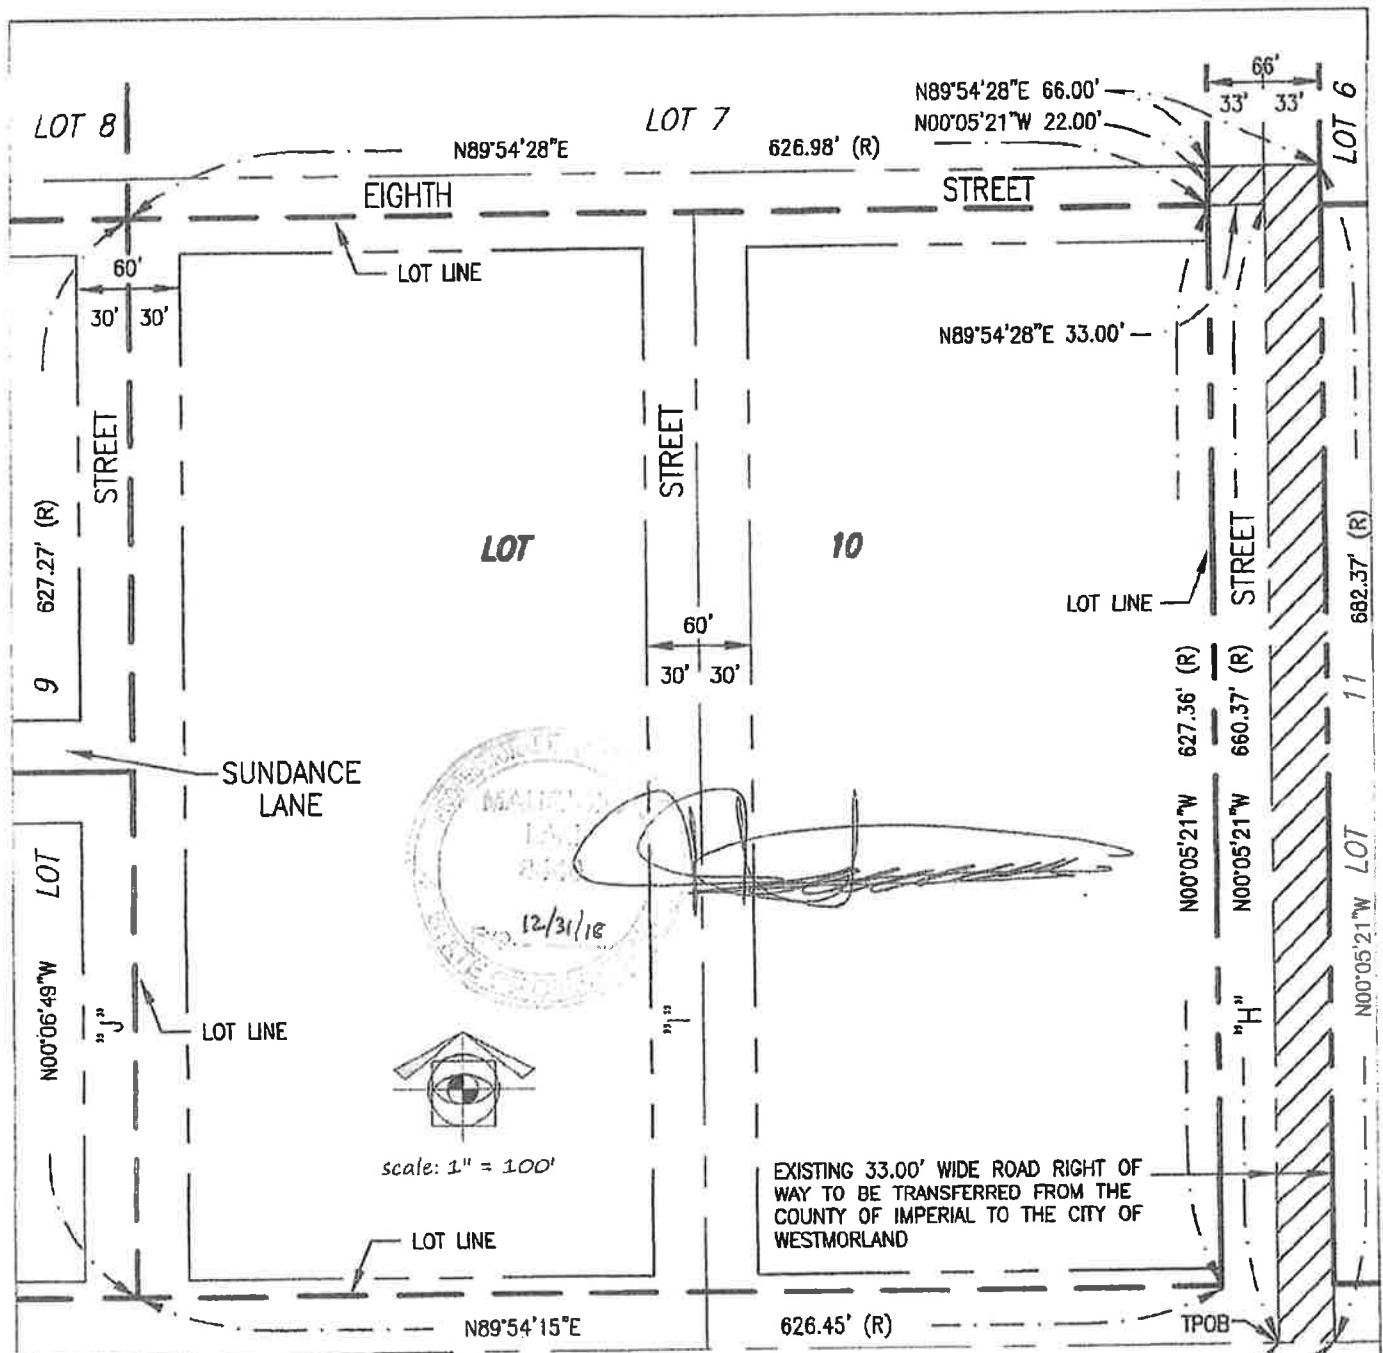 66'
N89°54'28"E 66.00'
33' 33'
N00°05'21"W 22.00'
LOT 6
LOT 8
LOT 7
N89°54'28"E
626.98' (R)
EIGHTH
STREET
LOT LINE
60'
30' 30'
N89°54'28"E 33.00'
STREET
STREET
STREET
627.27' (R)
LOT
10
682.37' (R)
LOT LINE
60'
30' 30'
9
11
627.36' (R)
660.37' (R)
SUNDANCE
LANE
LOT
LOT
N00°05'21"W
N00°05'21"W
N00°05'21"W
12/31/18
N00°06'49"W
"J"
LOT LINE
"I"
"H"
scale: 1" = 100'
EXISTING 33.00' WIDE ROAD RIGHT OF
WAY TO BE TRANSFERRED FROM THE
COUNTY OF IMPERIAL TO THE CITY OF
WESTMORLAND
LOT LINE
N89°54'15"E
626.45' (R)
TPOB